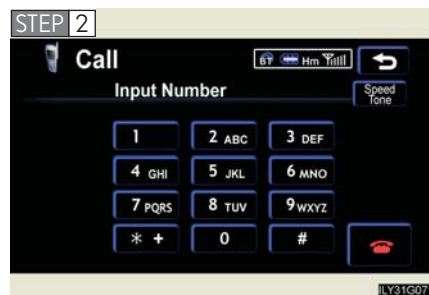 STEP 2
Call BT Hm
Input Number Speed Tone
1 2 ABC 3 DEF
4 GHI 5 JKL 6 MNO
7 PQRS 8 TUV 9 WXYZ
* + 0 #
ILY31G07